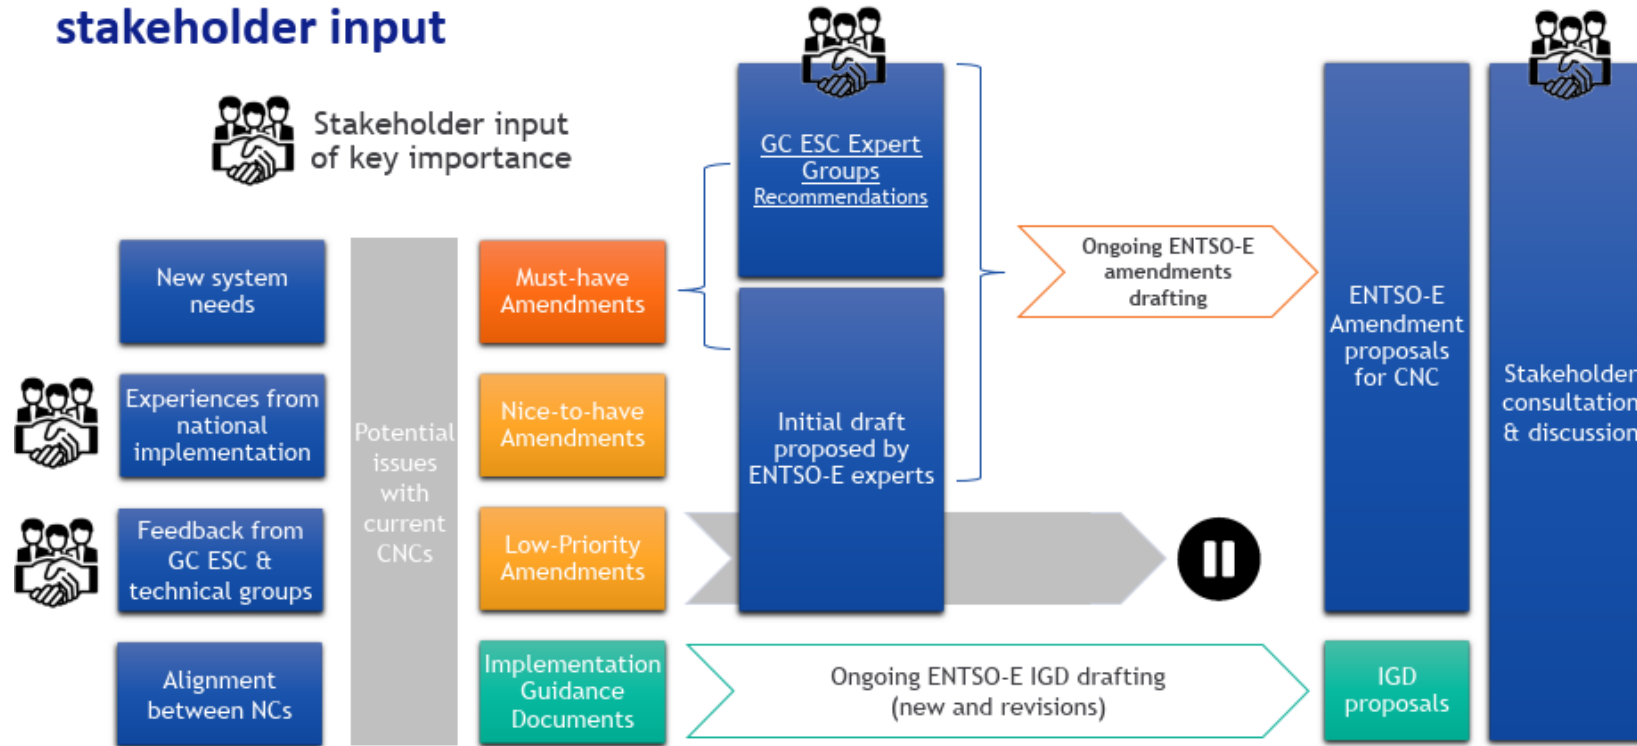 stakeholder input
Stakeholder input
of key importance
New system
needs
Experiences from
national
implementation
Feedback from
GC ESC &
technical groups
Alignment
between NCs
Potential
issues
with
current
CNCs
Must-have
Amendments
Nice-to-have
Amendments
Low-Priority
Amendments
Implementation
Guidance
Documents
GC ESC Expert
Groups
Recommendations
Initial draft
proposed by
ENTSO-E experts
Ongoing ENTSO-E
amendments
drafting
Ongoing ENTSO-E IGD drafting
(new and revisions)
ENTSO-E
Amendment
proposals
for CNC
IGD
proposals
Stakeholder
consultation
& discussion